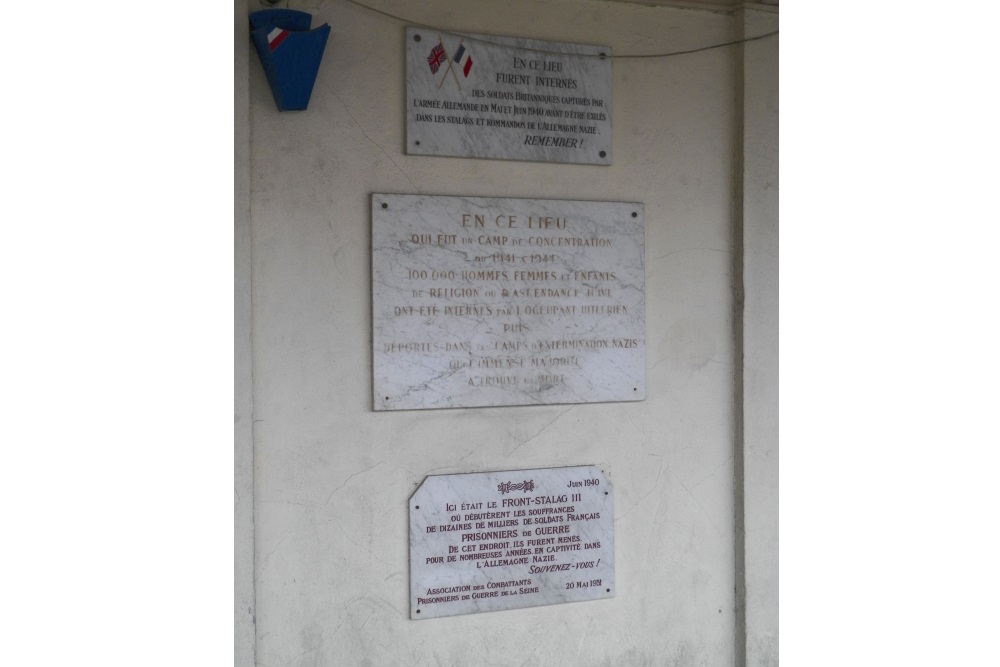 EN CE LIEU
FURENT INTERNÉS
DES SOLDATS BRITANNIQUES CAPTURÉS PAR
L'ARMÉE ALLEMANDE EN MAI ET JUIN 1940 AVANT D'ÊTRE EXILÉS
DANS LES STALAGS ET KOMMANDOS DE L'ALLEMAGNE NAZIE.
REMEMBER !
EN CE LIEU
QUI FUT UN CAMP DE CONCENTRATION
DE 1941 A 1944
100.000 HOMMES, FEMMES ET ENFANTS
DE RELIGION OU D'ASCENDANCE JUIVE
ONT ÉTÉ INTERNÉS PAR L'OCCUPANT HITLERIEN
PUIS
DÉPORTÉS DANS LES CAMPS D'EXTERMINATION NAZIS
OU L'IMMENSE MAJORITÉ
A TROUVÉ LA MORT
JUIN 1940
ICI ÉTAIT LE FRONT-STALAG III
OÙ DÉBUTÈRENT LES SOUFFRANCES
DE DIZAINES DE MILLIERS DE SOLDATS FRANÇAIS
PRISONNIERS DE GUERRE
DE CET ENDROIT, ILS FURENT MENÉS,
POUR DE NOMBREUSES ANNÉES, EN CAPTIVITÉ DANS
L'ALLEMAGNE NAZIE.
SOUVENEZ-VOUS !
ASSOCIATION DES COMBATTANTS
PRISONNIERS DE GUERRE DE LA SEINE
20 MAI 1951